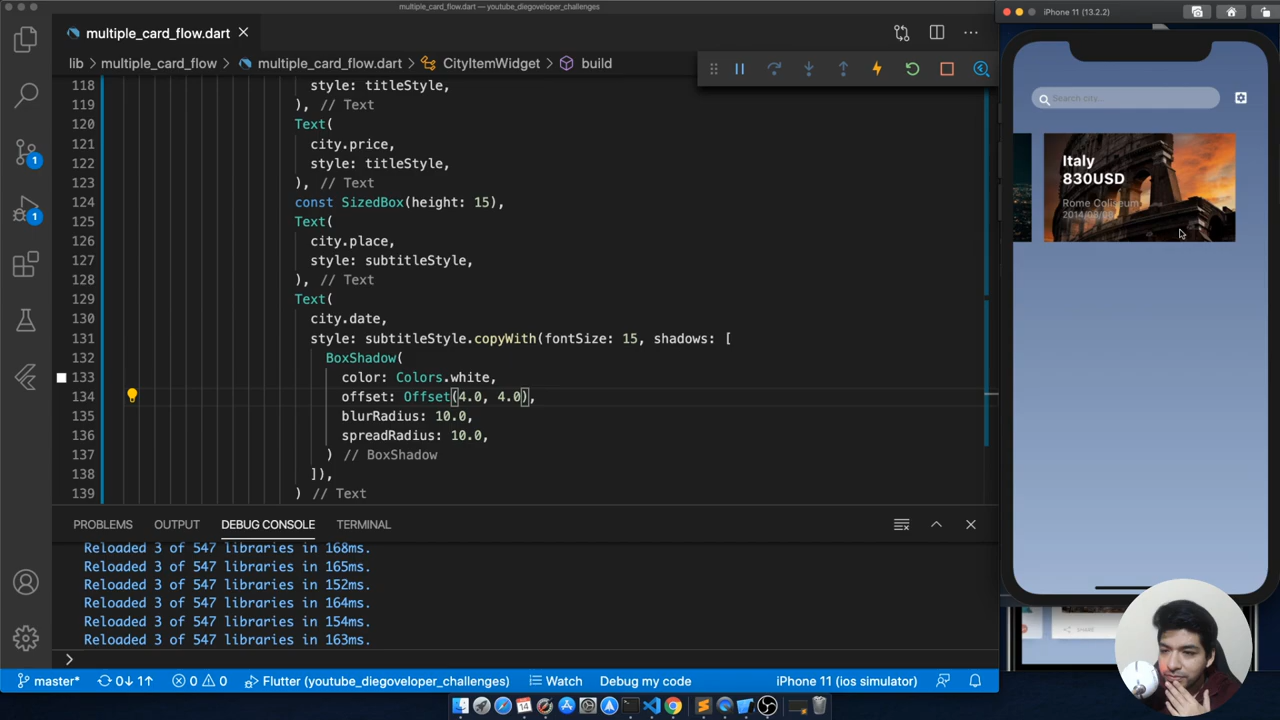 multiple_card_flow.dart — youtube_diegoveloper_challenges
iPhone 11 (13.2.2)
multiple_card_flow.dart
lib > multiple_card_flow > multiple_card_flow.dart > CityItemWidget > build
118 style: titleStyle,
119 ), // Text
120 Text(
121 city.price,
122 style: titleStyle,
123 ), // Text
124 const SizedBox(height: 15),
125 Text(
126 city.place,
127 style: subtitleStyle,
128 ), // Text
129 Text(
130 city.date,
131 style: subtitleStyle.copyWith(fontSize: 15, shadows: [
132 BoxShadow(
133 color: Colors.white,
134 offset: Offset(4.0, 4.0),
135 blurRadius: 10.0,
136 spreadRadius: 10.0,
137 ) // BoxShadow
138 ]),
139 ) // Text
1
1
Search city...
Italy
830USD
Rome Coliseum
PROBLEMS OUTPUT DEBUG CONSOLE TERMINAL
Reloaded 3 of 547 libraries in 168ms.
Reloaded 3 of 547 libraries in 165ms.
Reloaded 3 of 547 libraries in 152ms.
Reloaded 3 of 547 libraries in 164ms.
Reloaded 3 of 547 libraries in 154ms.
Reloaded 3 of 547 libraries in 163ms.
>
SHARE
master* 0↓ 1↑ 0 0 Flutter (youtube_diegoveloper_challenges) Watch Debug my code iPhone 11 (ios simulator)
14